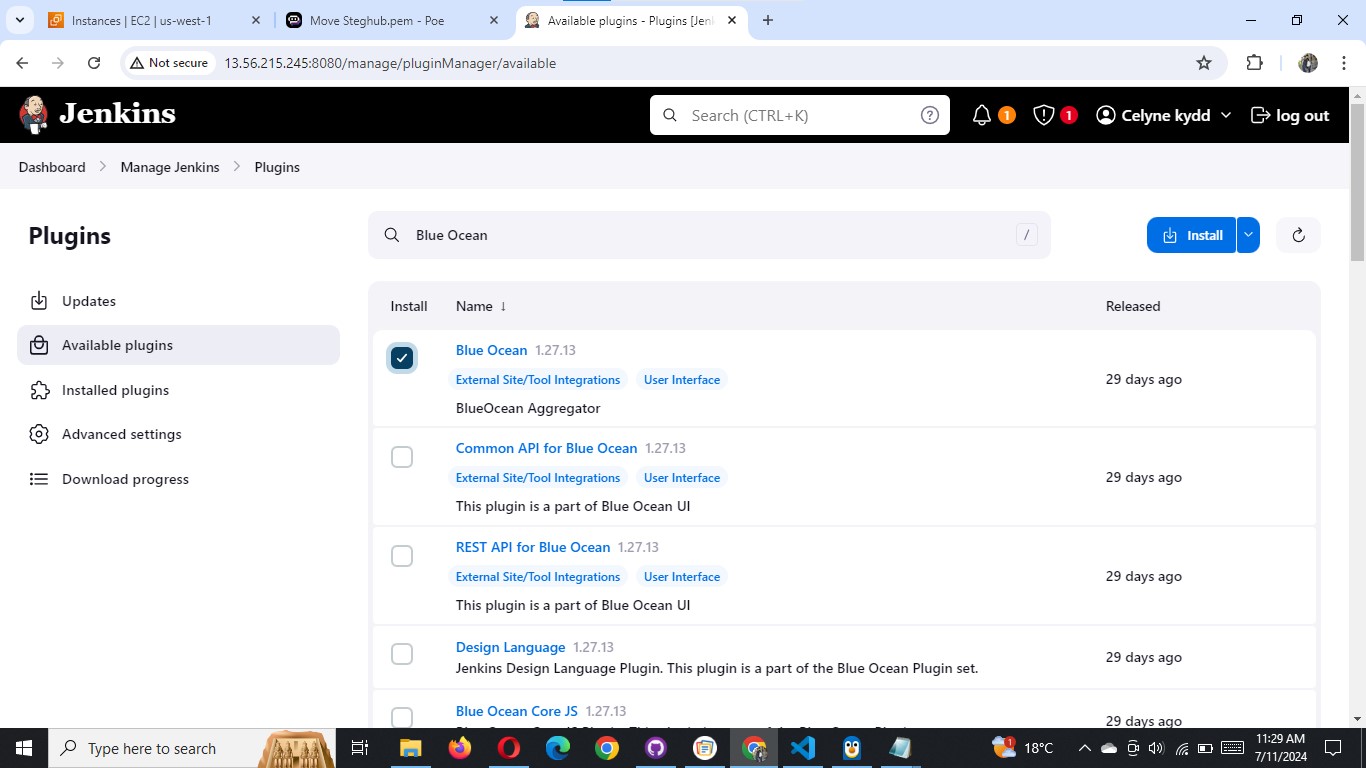 Instances | EC2 | us-west-1
Move Steghub.pem - Poe
Available plugins - Plugins [Jen
Not secure
13.56.215.245:8080/manage/pluginManager/available
Jenkins
Search (CTRL+K)
?
1
1
Celyne kydd
log out
Dashboard
Manage Jenkins
Plugins
Plugins
Blue Ocean
/
Install
Updates
Available plugins
Installed plugins
Advanced settings
Download progress
Install
Name ↓
Released
Blue Ocean 1.27.13
External Site/Tool Integrations
User Interface
BlueOcean Aggregator
29 days ago
Common API for Blue Ocean 1.27.13
External Site/Tool Integrations
User Interface
This plugin is a part of Blue Ocean UI
29 days ago
REST API for Blue Ocean 1.27.13
External Site/Tool Integrations
User Interface
This plugin is a part of Blue Ocean UI
29 days ago
Design Language 1.27.13
Jenkins Design Language Plugin. This plugin is a part of the Blue Ocean Plugin set.
29 days ago
Blue Ocean Core JS 1.27.13
29 days ago
Type here to search
1
18°C
11:29 AM
7/11/2024